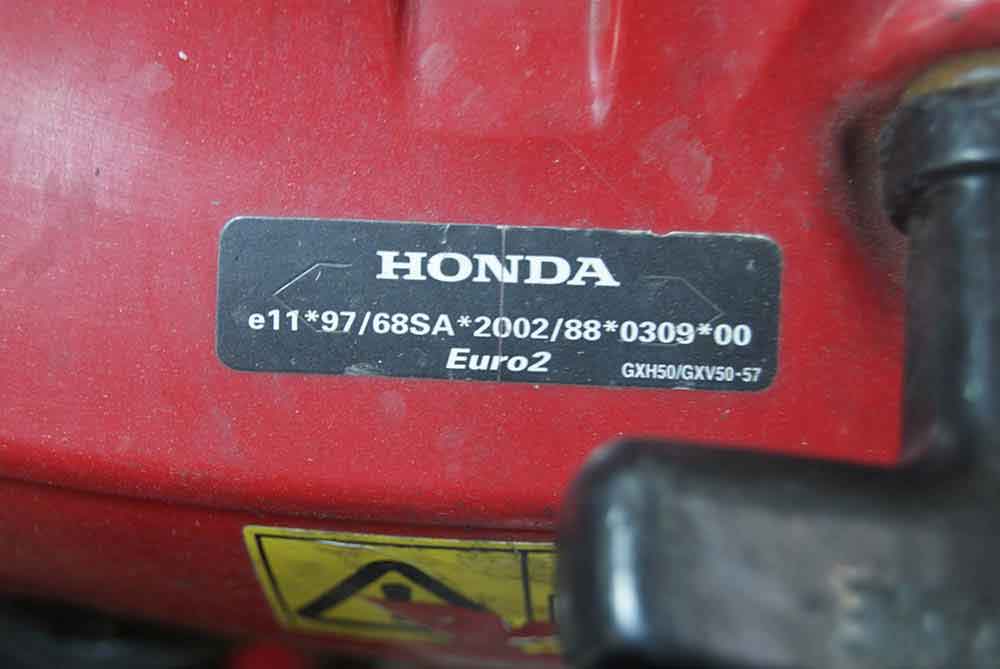 HONDA
e11*97/68SA*2002/88*0309*00
Euro2
GXH50/GXV50-57